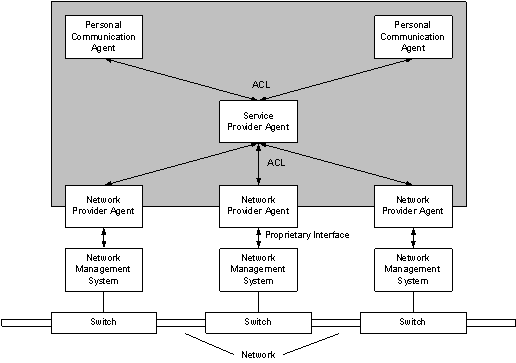 Personal
Communication
Agent
Personal
Communication
Agent
ACL
Service
Provider Agent
ACL
Network
Provider Agent
Network
Provider Agent
Network
Provider Agent
Proprietary Interface
Network
Management
System
Network
Management
System
Network
Management
System
Switch
Switch
Switch
Network